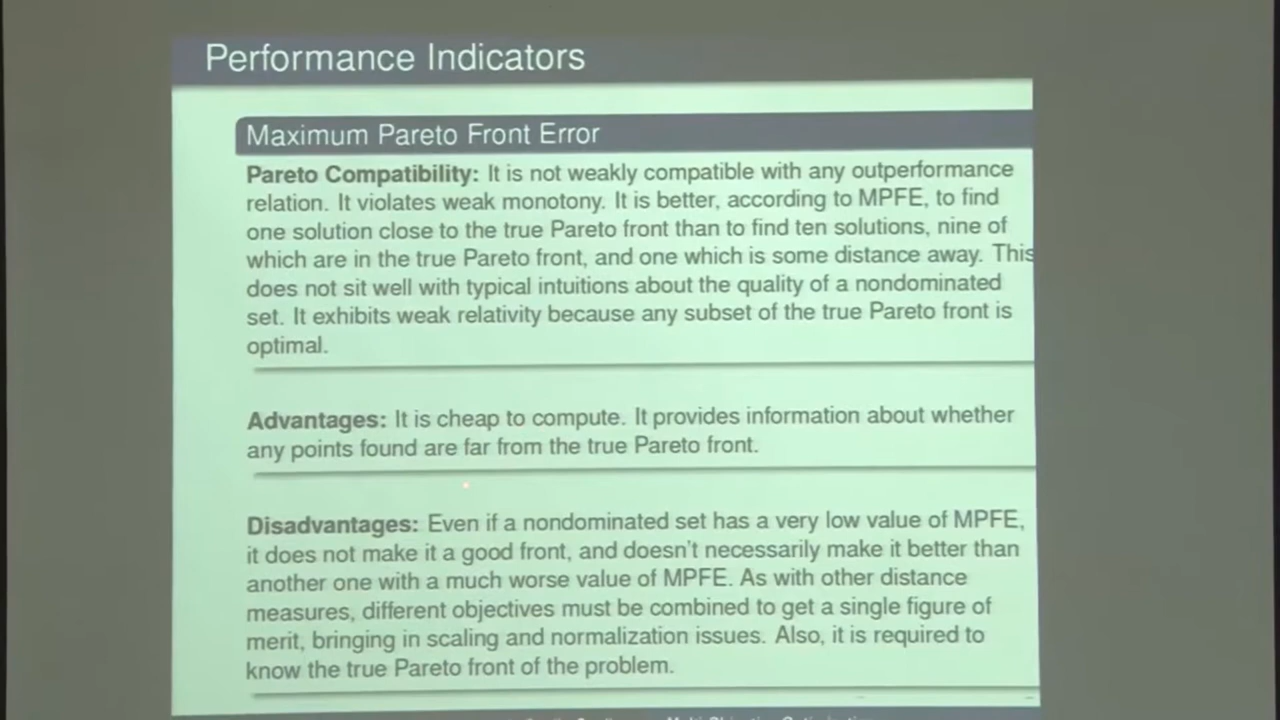 Performance Indicators
Maximum Pareto Front Error
Pareto Compatibility: It is not weakly compatible with any outperformance
relation. It violates weak monotony. It is better, according to MPFE, to find
one solution close to the true Pareto front than to find ten solutions, nine of
which are in the true Pareto front, and one which is some distance away. This
does not sit well with typical intuitions about the quality of a nondominated
set. It exhibits weak relativity because any subset of the true Pareto front is
optimal.
Advantages: It is cheap to compute. It provides information about whether
any points found are far from the true Pareto front.
Disadvantages: Even if a nondominated set has a very low value of MPFE,
it does not make it a good front, and doesn't necessarily make it better than
another one with a much worse value of MPFE. As with other distance
measures, different objectives must be combined to get a single figure of
merit, bringing in scaling and normalization issues. Also, it is required to
know the true Pareto front of the problem.